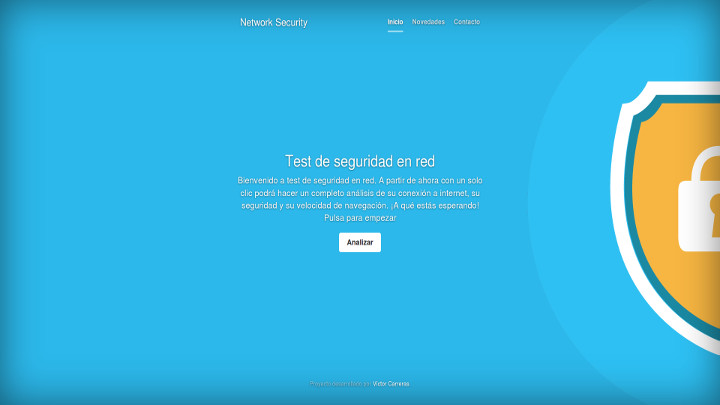 Network Security
Inicio Novedades Contacto
Test de seguridad en red
Bienvenido a test de seguridad en red. A partir de ahora con un solo
clic podrá hacer un completo análisis de su conexión a internet, su
seguridad y su velocidad de navegación, ¡A qué estás esperando!
Pulsa para empezar
Analizar
Víctor Carreras